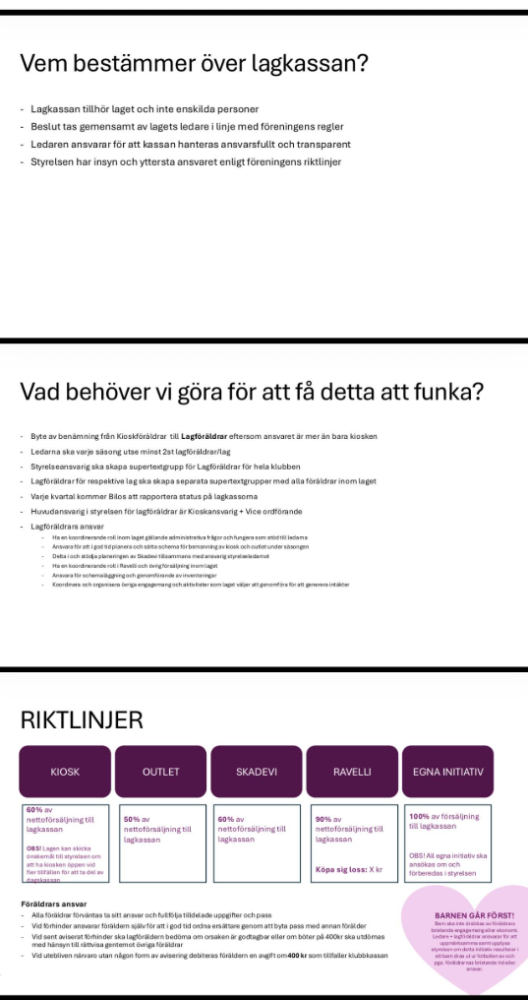 Vem bestämmer över lagkassan?
- Lagkassan tillhör laget och inte enskilda personer
- Beslut tas gemensamt av lagets ledare i linje med föreningens regler
- Ledaren ansvarar för att kassan hanteras ansvarsfullt och transparent
- Styrelsen har insyn och yttersta ansvaret enligt föreningens riktlinjer
Vad behöver vi göra för att få detta att funka?
- Byte av benämning från Kioskföräldrar till Lagföräldrar eftersom ansvaret är mer än bara kiosken
- Ledarna ska varje säsong utse minst 2st lagföräldrar/lag
- Styrelseansvarig ska skapa supertextgrupp för Lagföräldrar för hela klubben
- Lagföräldrar för respektive lag ska skapa separata supertextgrupper med alla föräldrar inom laget
- Varje kvartal kommer Bilos att rapportera status på lagkassorna
- Huvudansvarig i styrelsen för lagföräldrar är Kioskansvarig + Vice ordförande
- Lagföräldrars ansvar
- Ha en koordinerande roll inom laget gällande administrativa frågor och fungera som stöd till ledarna
- Ansvara för att i god tid planera och sätta schema för bemanning av kiosk och outlet under säsongen
- Delta i och stödja planeringen av Skadevi tillsammans med ansvarig styrelseledamot
- Ha en koordinerande roll i Ravelli och övrig försäljning inom laget
- Ansvara för schemaläggning och genomförande av inventeringar
- Koordinera och organisera övriga engagemang och aktiviteter som laget väljer att genomföra för att generera intäkter
RIKTLINJER
KIOSK
OUTLET
SKADEVI
RAVELLI
EGNA INITIATIV
60% av
nettoförsäljning till
lagkassan
OBS! Lagen kan skicka
önskemål till styrelsen om
att ha kiosken öppen vid
fler tillfällen för att ta del av
dagskassan
50% av
nettoförsäljning till
lagkassan
60% av
nettoförsäljning till
lagkassan
90% av
nettoförsäljning till
lagkassan
Köpa sig loss: X kr
100% av försäljning
till lagkassan
OBS! All egna initiativ ska
ansökas om och
förberedas i styrelsen
Föräldrars ansvar
- Alla föräldrar förväntas ta sitt ansvar och fullfölja tilldelade uppgifter och pass
- Vid förhinder ansvarar föräldern själv för att i god tid ordna ersättare genom att byta pass med annan förälder
- Vid sent aviserat förhinder ska lagföräldern bedöma om orsaken är godtagbar eller om böter på 400kr ska utdömas
med hänsyn till rättvisa gentemot övriga föräldrar
- Vid utebliven närvaro utan någon form av avisering debiteras föräldern en avgift om 400 kr som tillfaller klubbkassan
BARNEN GÅR FÖRST!
Barn ska inte drabbas av föräldrars
bristande engagemang eller ekonomi.
Ledare + lagföräldrar ansvarar för att
uppmärksamma samt upplysa
styrelsen om detta initiativ resulterar i
att barn dras ut ur fotbollen av och
pga. föräldrarnas bristande tid eller
ansvar.